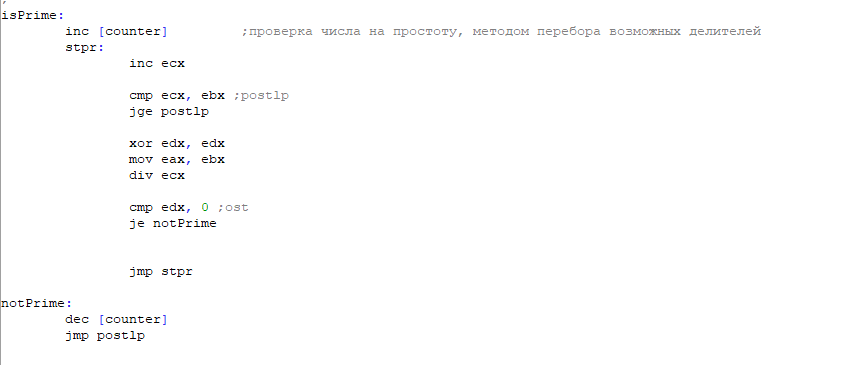 isPrime:
inc [counter] ;проверка числа на простоту, методом перебора возможных делителей
stpr:
inc ecx
cmp ecx, ebx ;postlp
jge postlp
xor edx, edx
mov eax, ebx
div ecx
cmp edx, 0 ;ost
je notPrime
jmp stpr
notPrime:
dec [counter]
jmp postlp